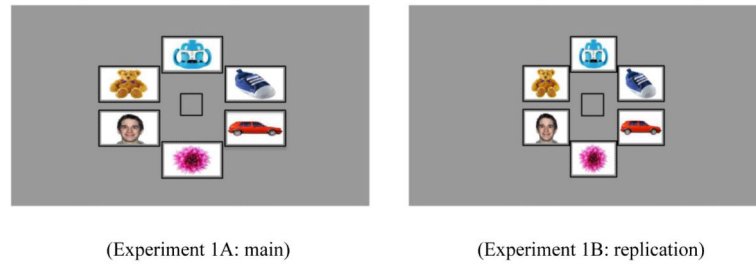 (Experiment 1A: main)
(Experiment 1B: replication)